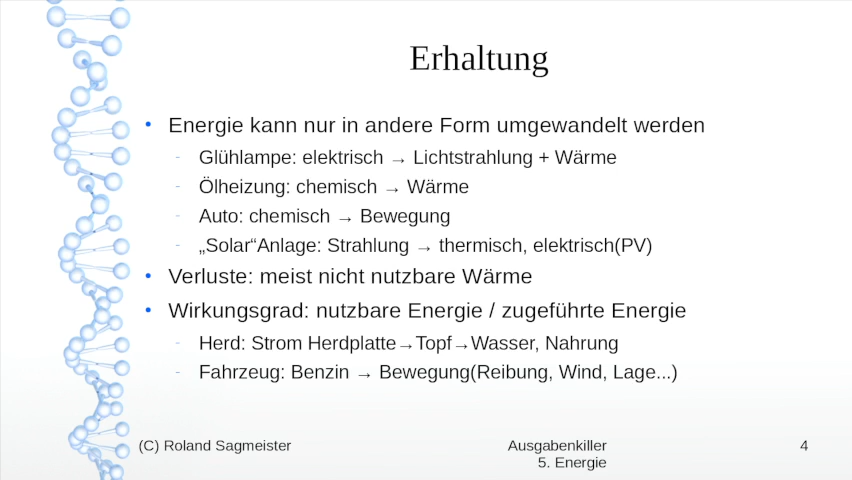 Erhaltung
• Energie kann nur in andere Form umgewandelt werden
- Glühlampe: elektrisch → Lichtstrahlung + Wärme
- Ölheizung: chemisch → Wärme
- Auto: chemisch → Bewegung
- „Solar“Anlage: Strahlung → thermisch, elektrisch(PV)
• Verluste: meist nicht nutzbare Wärme
• Wirkungsgrad: nutzbare Energie / zugeführte Energie
- Herd: Strom Herdplatte→Topf→Wasser, Nahrung
- Fahrzeug: Benzin → Bewegung(Reibung, Wind, Lage...)
(C) Roland Sagmeister
Ausgabenkiller
5. Energie
4